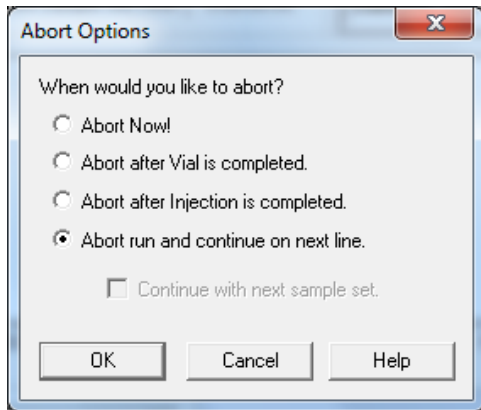 Abort Options
When would you like to abort?
Abort Now!
Abort after Vial is completed.
Abort after Injection is completed.
Abort run and continue on next line.
Continue with next sample set.
OK Cancel Help